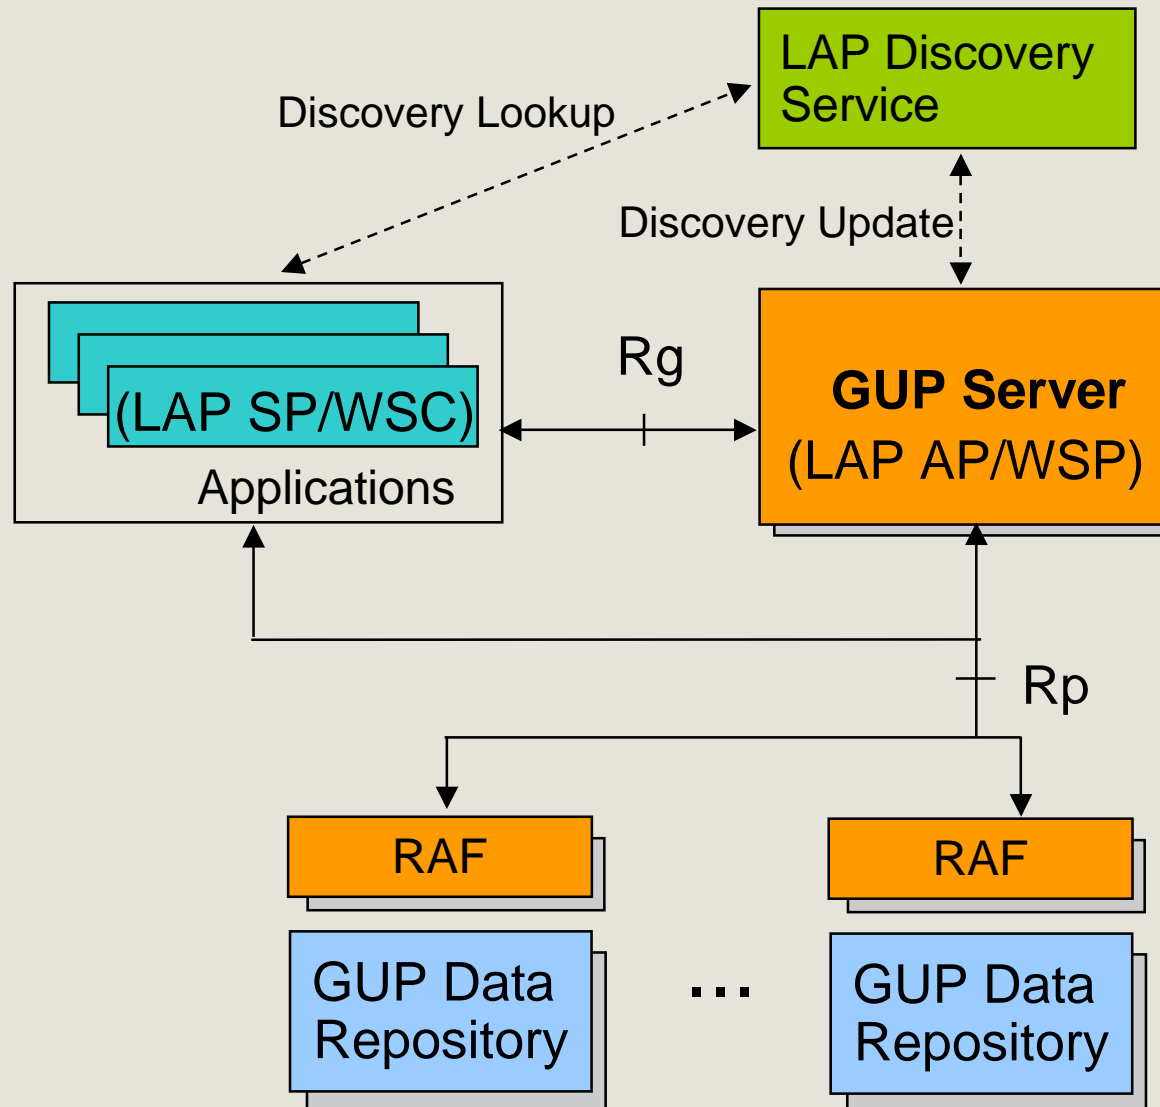 LAP Discovery
Service
Discovery Lookup
Discovery Update
(LAP SP/WSC)
Applications
Rg
GUP Server
(LAP AP/WSP)
Rp
RAF
RAF
GUP Data
Repository
...
GUP Data
Repository